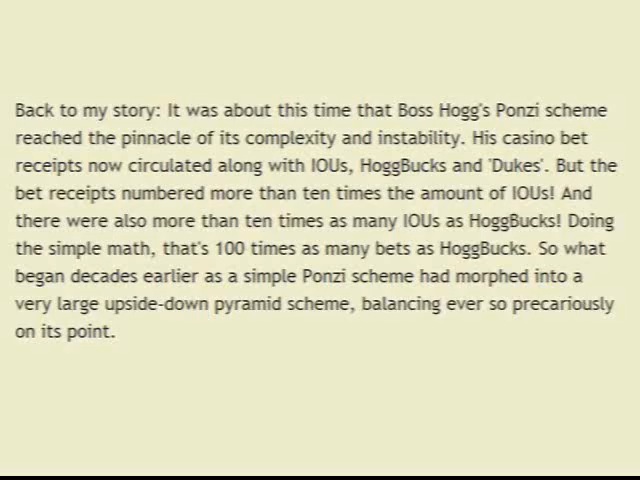 Back to my story: It was about this time that Boss Hogg's Ponzi scheme
reached the pinnacle of its complexity and instability. His casino bet
receipts now circulated along with IOUs, HoggBucks and 'Dukes'. But the
bet receipts numbered more than ten times the amount of IOUs! And
there were also more than ten times as many IOUs as HoggBucks! Doing
the simple math, that's 100 times as many bets as HoggBucks. So what
began decades earlier as a simple Ponzi scheme had morphed into a
very large upside-down pyramid scheme, balancing ever so precariously
on its point.